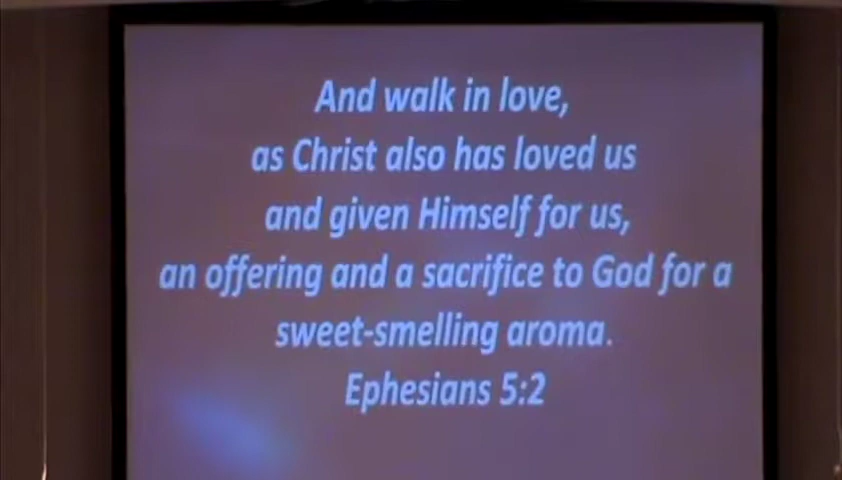 And walk in love,
as Christ also has loved us
and given Himself for us,
an offering and a sacrifice to God for a
sweet-smelling aroma.
Ephesians 5:2